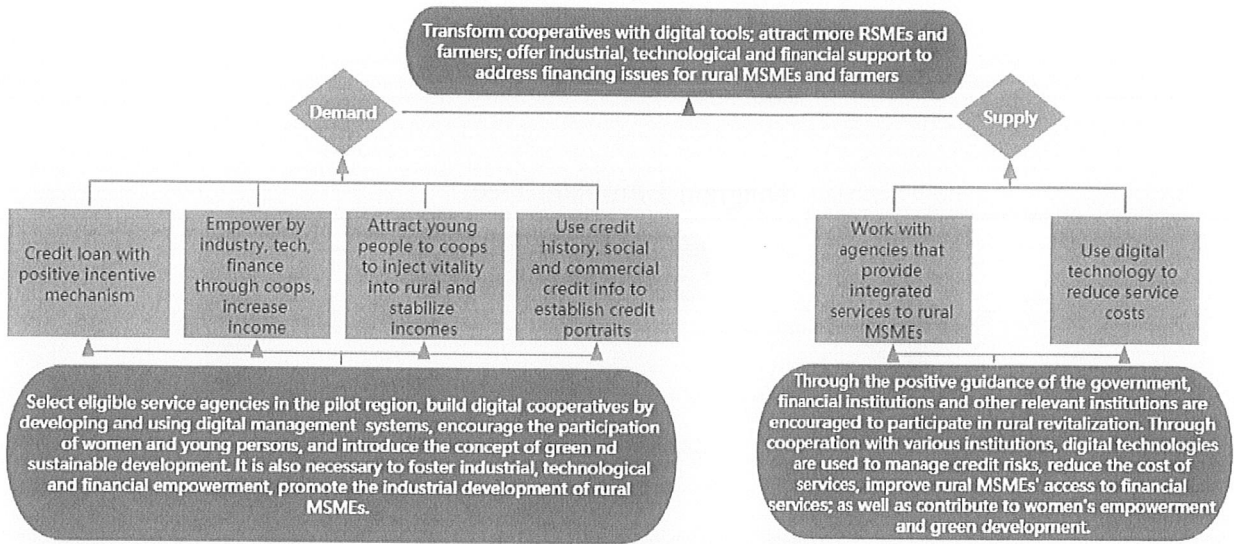 Transform cooperatives with digital tools; attract more RSMEs and
farmers; offer industrial, technological and financial support to
address financing issues for rural MSMEs and farmers
Demand
Supply
Credit loan with
positive incentive
mechanism
Empower by
industry, tech,
finance
through coops,
increase
income
Attract young
people to coops
to inject vitality
into rural and
stabilize
incomes
Use credit
history, social
and commercial
credit info to
establish credit
portraits
Work with
agencies that
provide
integrated
services to rural
MSMEs
Use digital
technology to
reduce service
costs
Select eligible service agencies in the pilot region, build digital cooperatives by
developing and using digital management systems, encourage the participation
of women and young persons, and introduce the concept of green nd
sustainable development. It is also necessary to foster industrial, technological
and financial empowerment, promote the industrial development of rural
MSMEs.
Through the positive guidance of the government,
financial institutions and other relevant institutions are
encouraged to participate in rural revitalization. Through
cooperation with various institutions, digital technologies
are used to manage credit risks, reduce the cost of
services, improve rural MSMEs' access to financial
services; as well as contribute to women's empowerment
and green development.